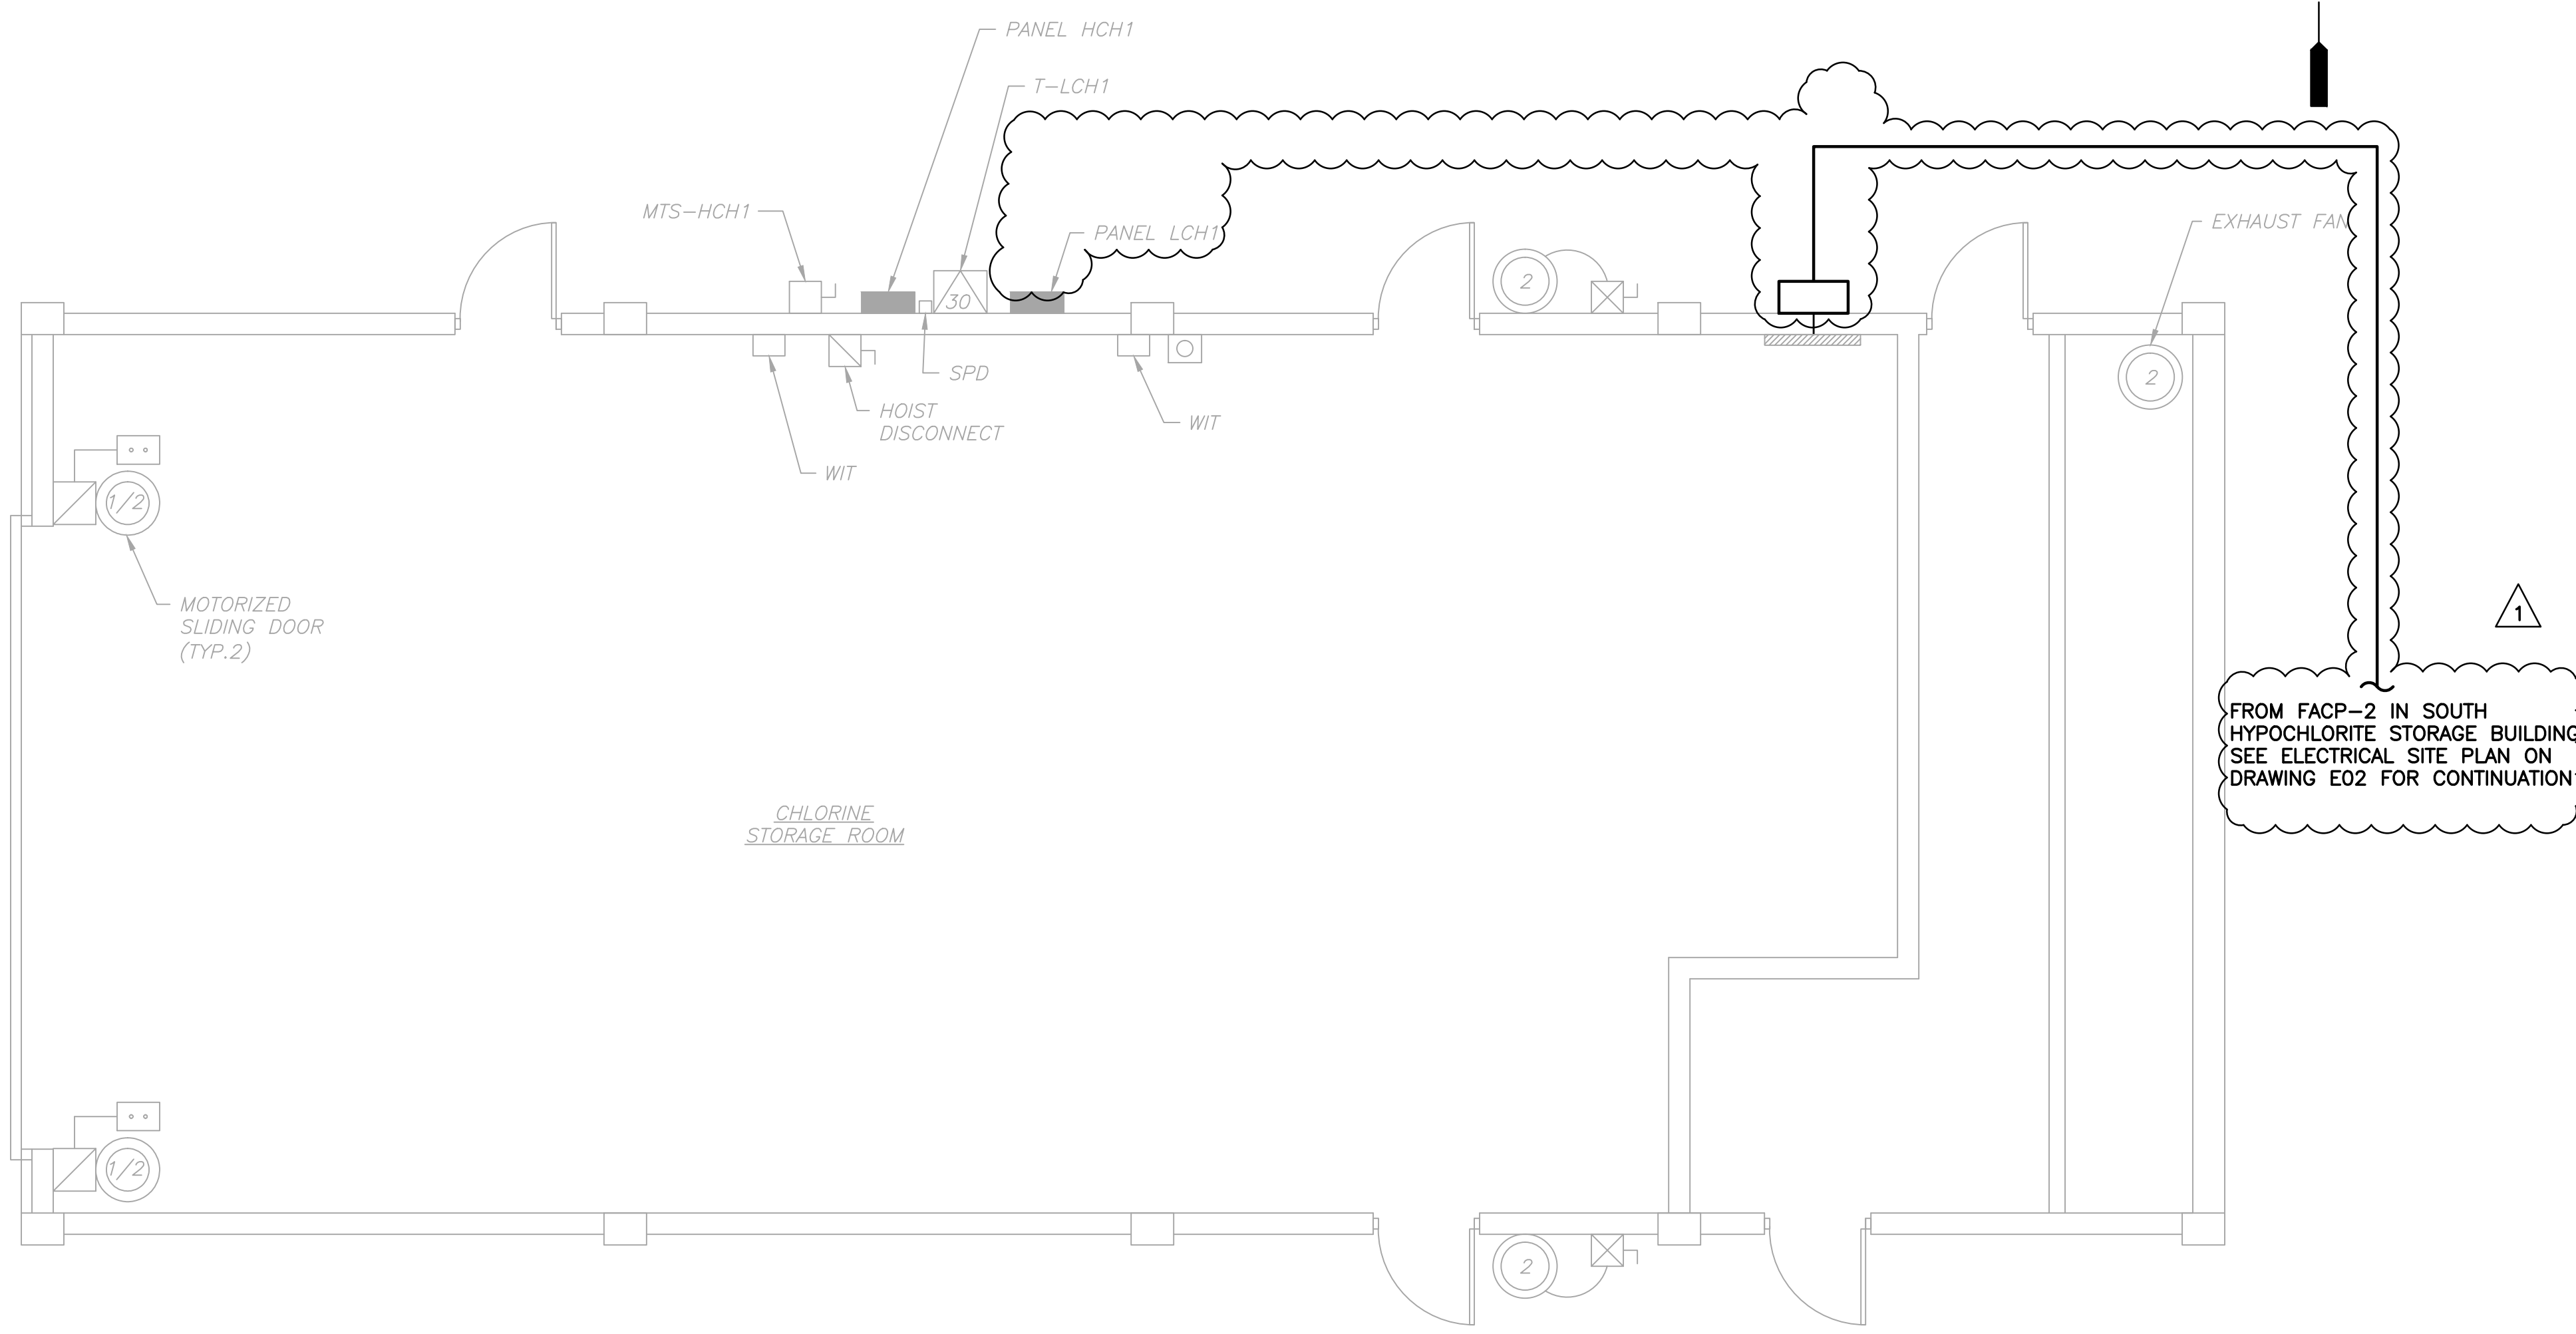 PANEL HCH1
T-LCH1
MTS-HCH1
PANEL LCH1
EXHAUST FAN
30
2
2
SPD
HOIST
DISCONNECT
WIT
WIT
1/2
MOTORIZED
SLIDING DOOR
(TYP.2)
1
FROM FACP-2 IN SOUTH
HYPOCHLORITE STORAGE BUILDING
SEE ELECTRICAL SITE PLAN ON
DRAWING E02 FOR CONTINUATION
CHLORINE
STORAGE ROOM
1/2
2